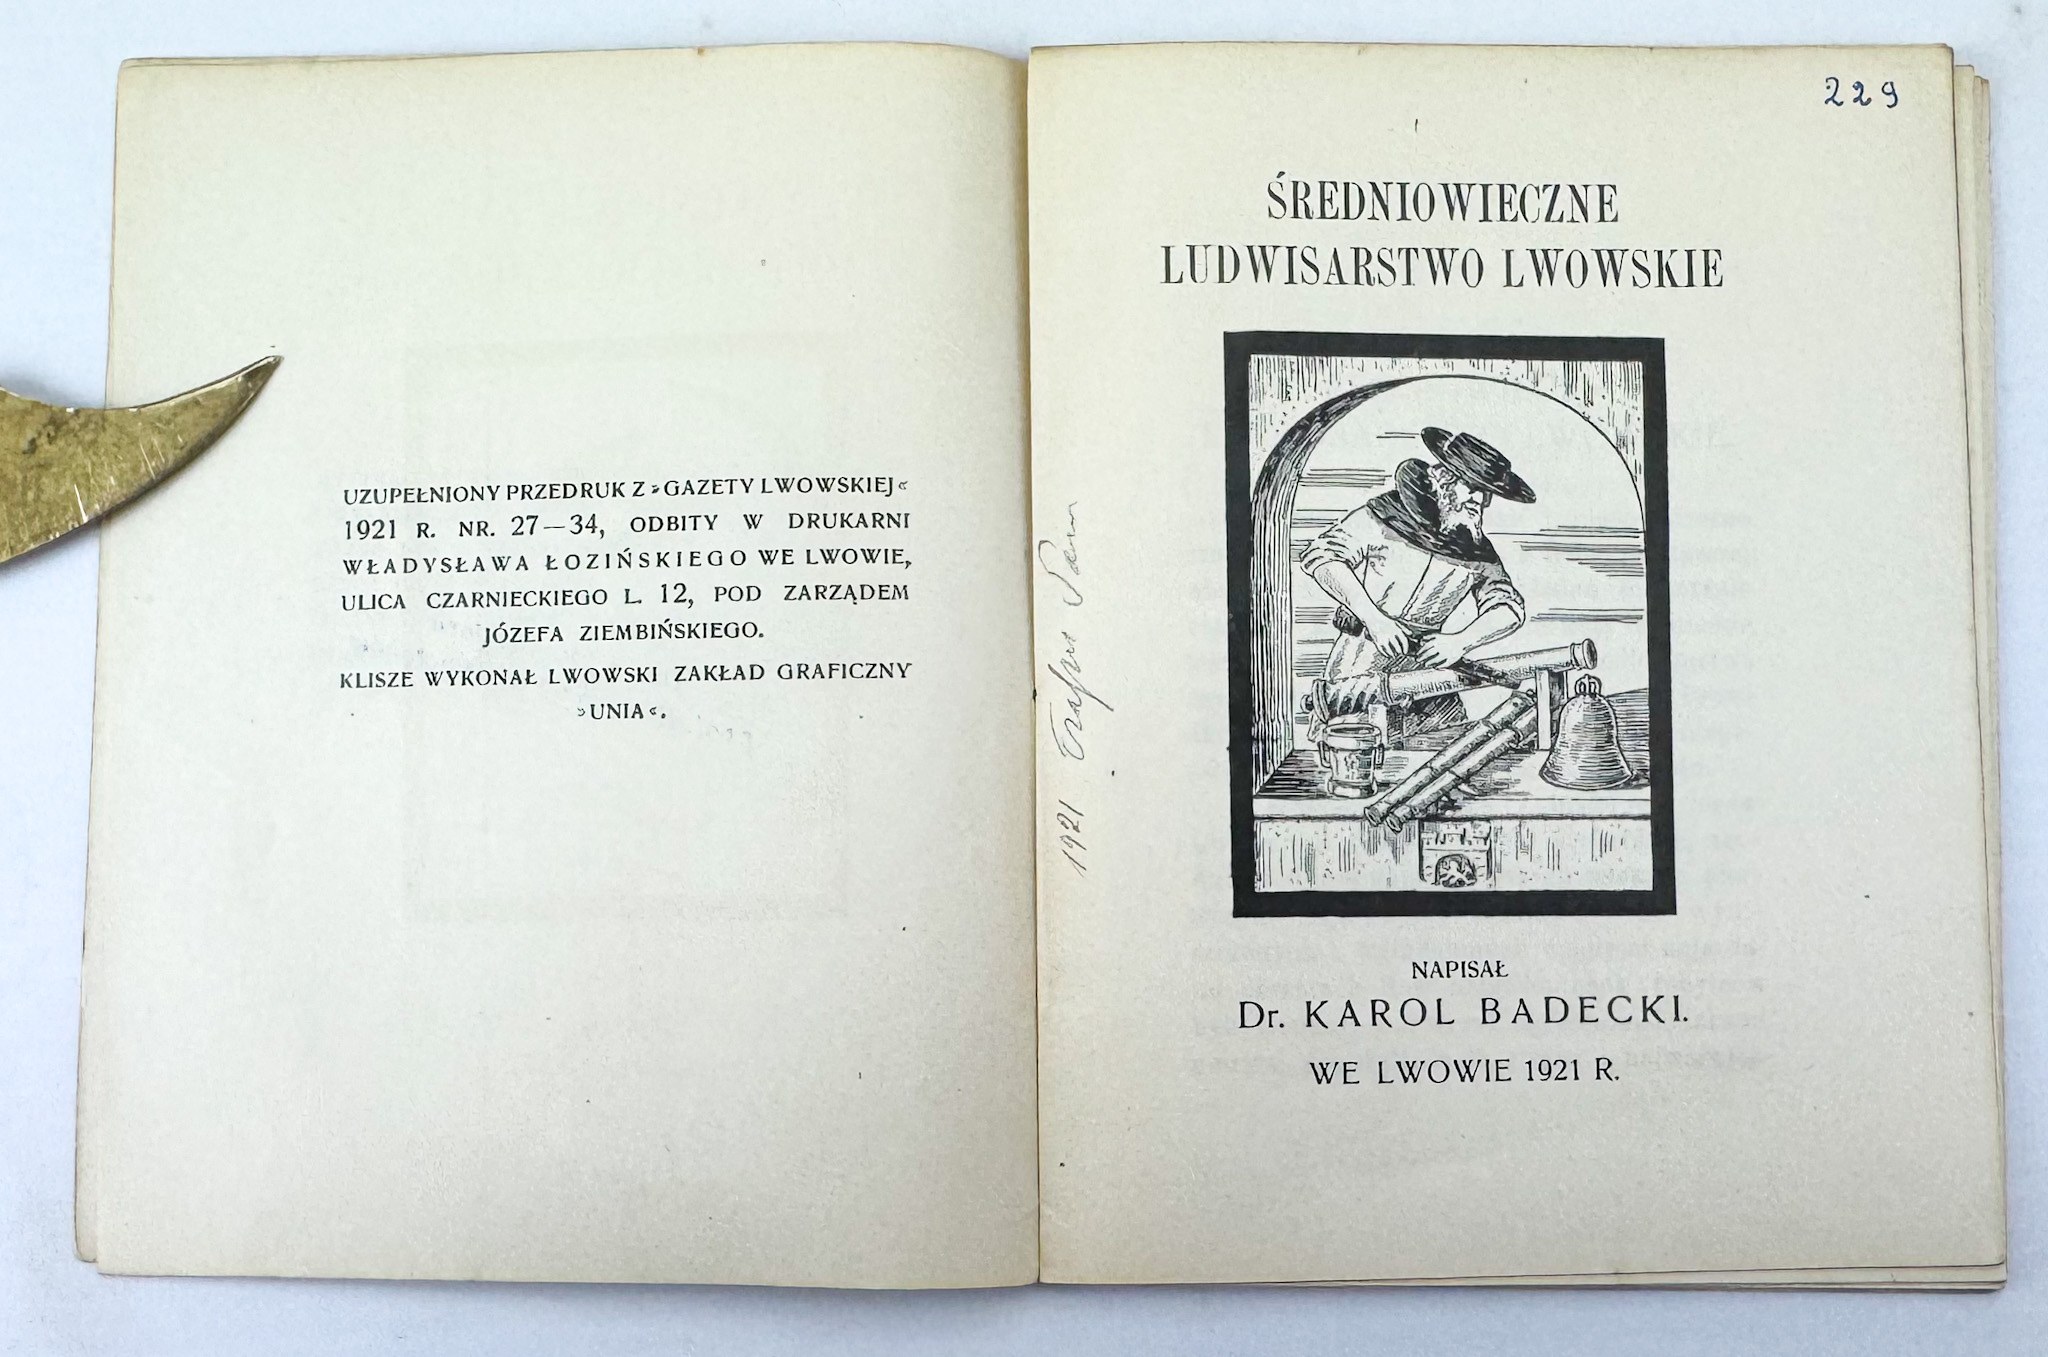 UZUPEŁNIONY PRZEDRUK Z »GAZETY LWOWSKIEJ«
1921 R. NR. 27—34, ODBITY W DRUKARNI
WŁADYSŁAWA ŁOZIŃSKIEGO WE LWOWIE,
ULICA CZARNIECKIEGO L. 12, POD ZARZĄDEM
JÓZEFA ZIEMBIŃSKIEGO.
KLISZE WYKONAŁ LWOWSKI ZAKŁAD GRAFICZNY
»UNIA«.
229
ŚREDNIOWIECZNE
LUDWISARSTWO LWOWSKIE
1921
NAPISAŁ
Dr. KAROL BADECKI.
WE LWOWIE 1921 R.